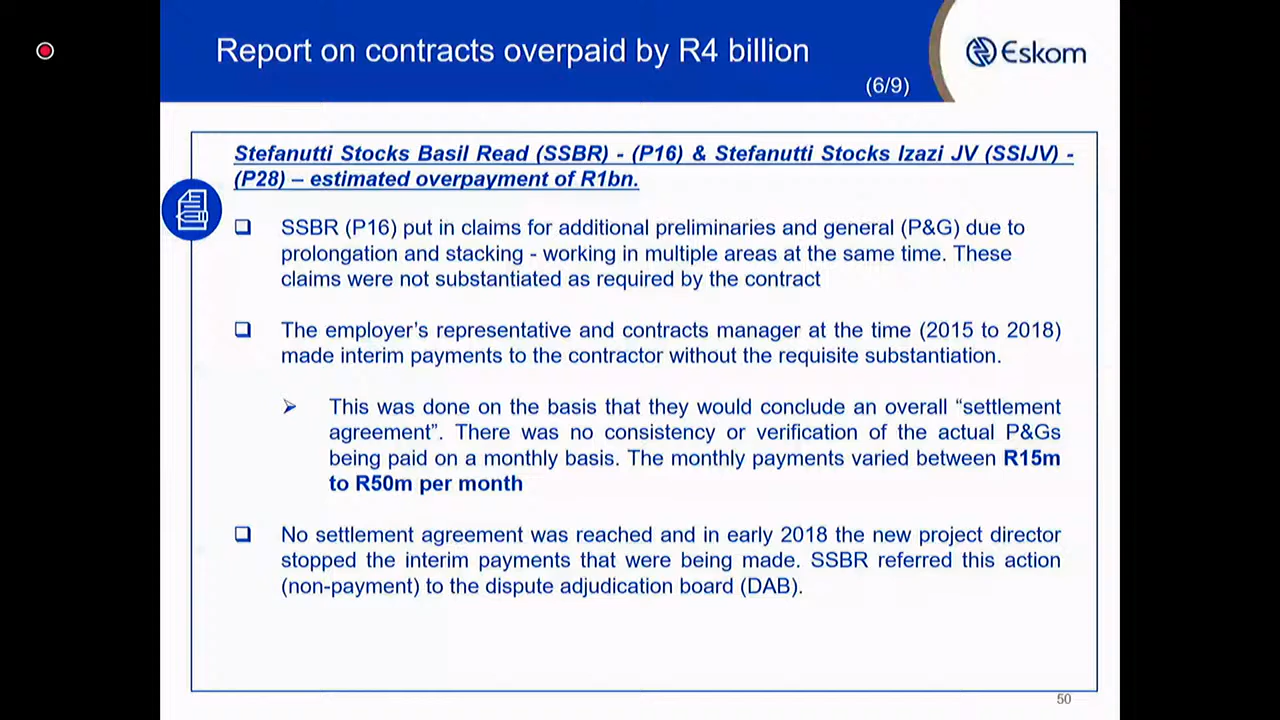 Report on contracts overpaid by R4 billion
(6/9)
Eskom
Stefanutti Stocks Basil Read (SSBR) - (P16) & Stefanutti Stocks Izazi JV (SSIJV) -
(P28) – estimated overpayment of R1bn.
SSBR (P16) put in claims for additional preliminaries and general (P&G) due to
prolongation and stacking - working in multiple areas at the same time. These
claims were not substantiated as required by the contract
The employer's representative and contracts manager at the time (2015 to 2018)
made interim payments to the contractor without the requisite substantiation.
This was done on the basis that they would conclude an overall “settlement
agreement”. There was no consistency or verification of the actual P&Gs
being paid on a monthly basis. The monthly payments varied between R15m
to R50m per month
No settlement agreement was reached and in early 2018 the new project director
stopped the interim payments that were being made. SSBR referred this action
(non-payment) to the dispute adjudication board (DAB).
50